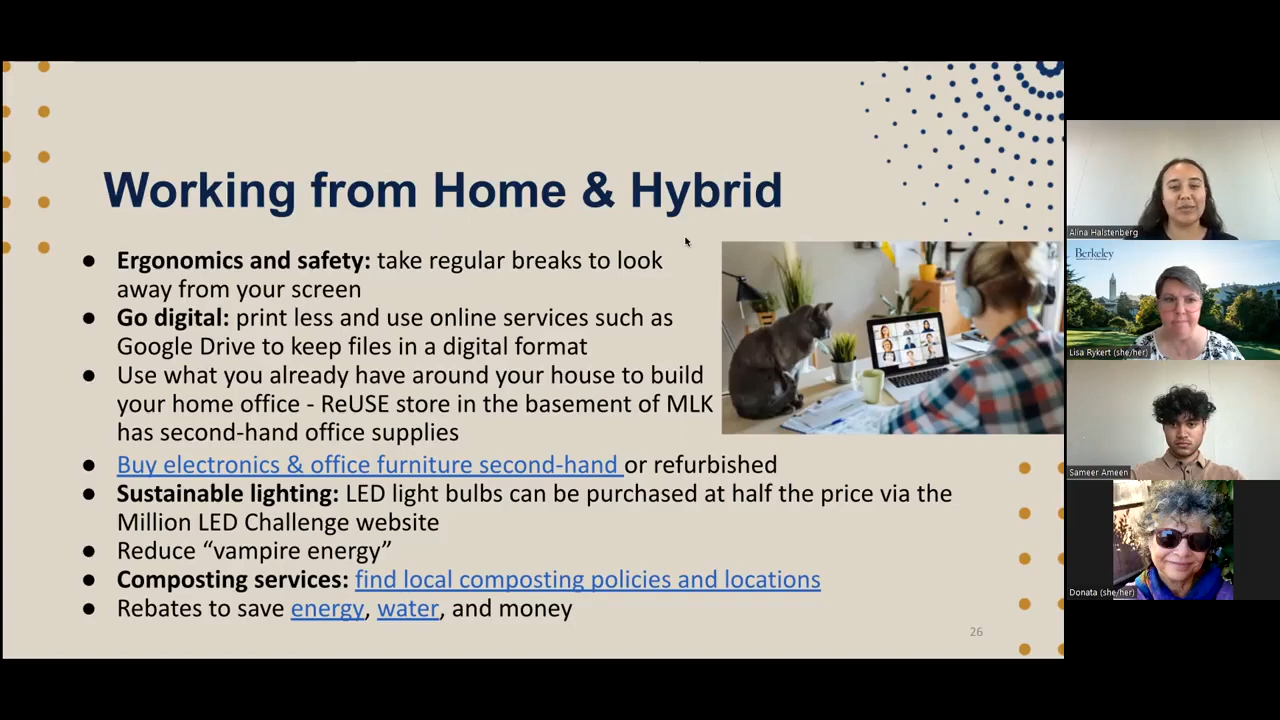 Working from Home & Hybrid
● Ergonomics and safety: take regular breaks to look
away from your screen
● Go digital: print less and use online services such as
Google Drive to keep files in a digital format
● Use what you already have around your house to build
your home office - ReUSE store in the basement of MLK
has second-hand office supplies
● Buy electronics & office furniture second-hand or refurbished
● Sustainable lighting: LED light bulbs can be purchased at half the price via the
Million LED Challenge website
● Reduce “vampire energy”
● Composting services: find local composting policies and locations
● Rebates to save energy, water, and money
26
Alina Halstenberg
Berkeley
Lisa Rykert (she/her)
Sameer Ameen
Donata (she/her)